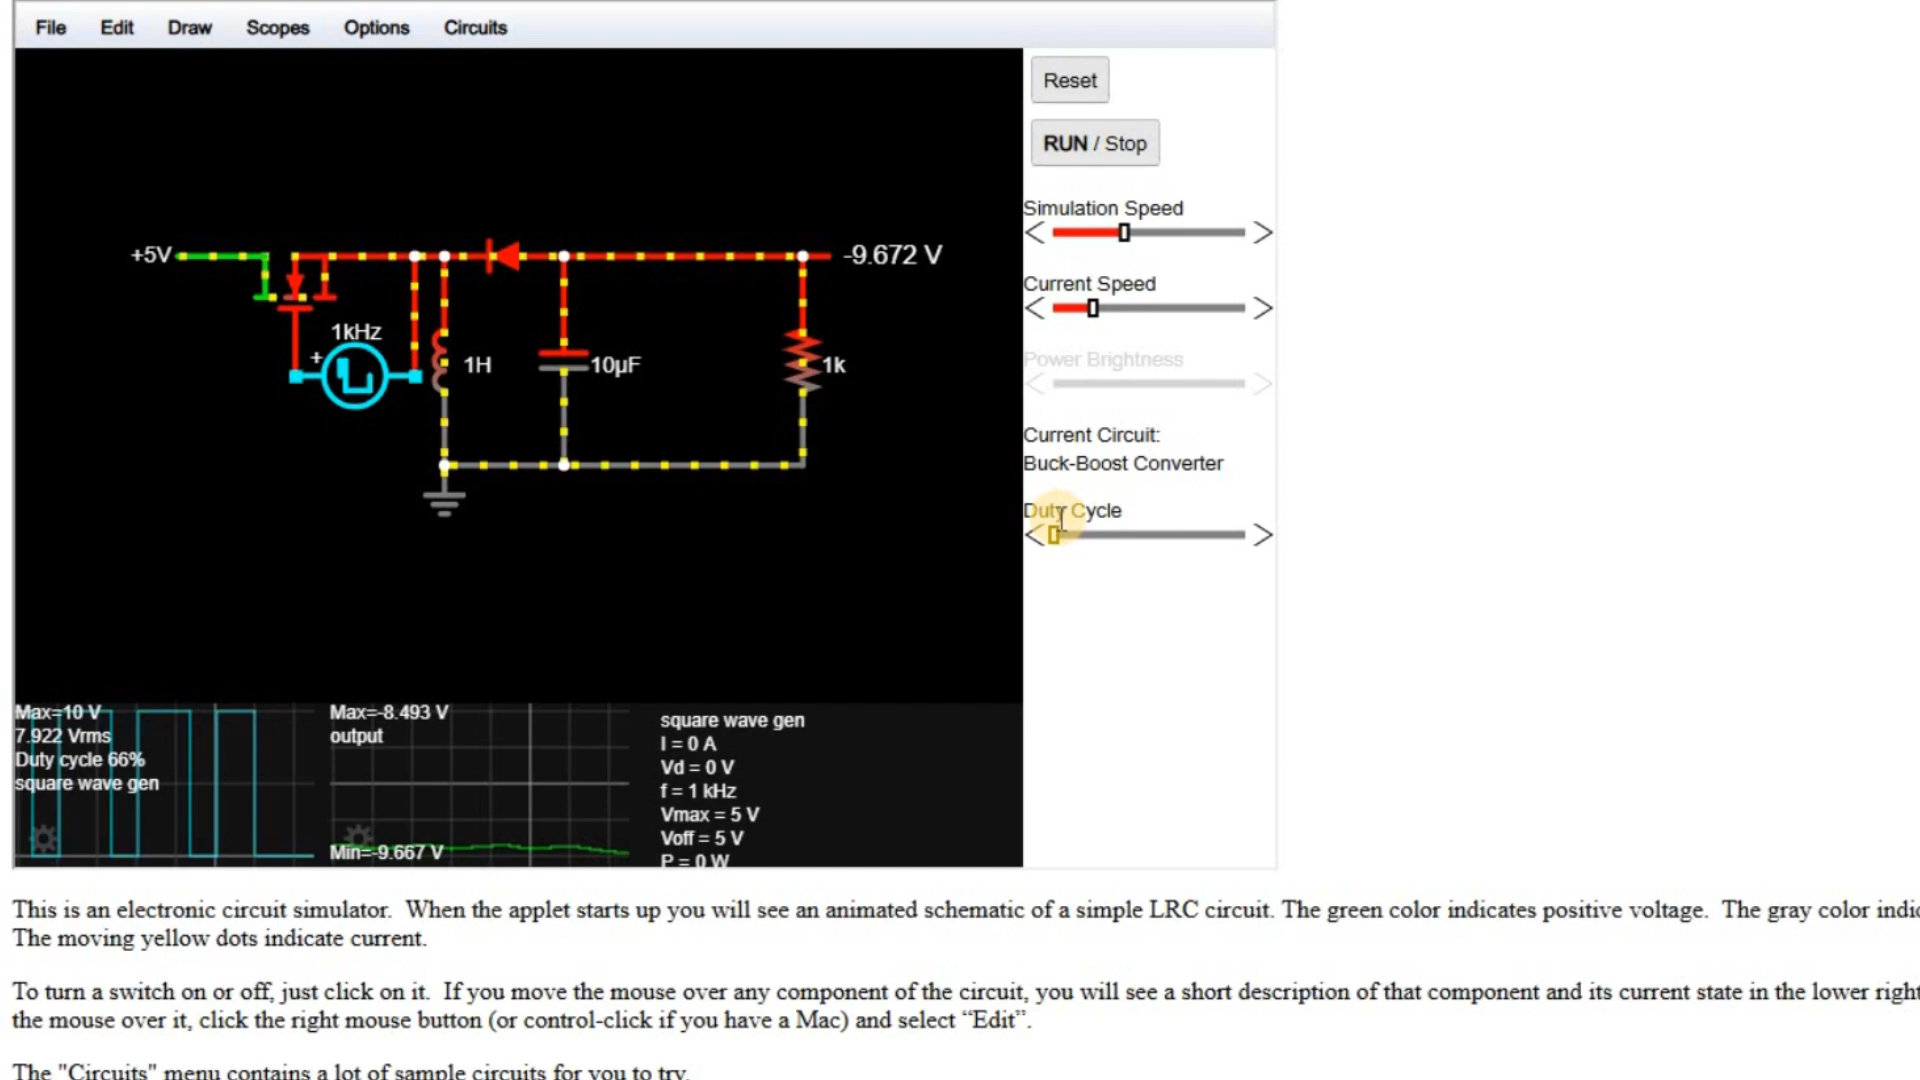 File Edit Draw Scopes Options Circuits
Reset
RUN / Stop
Simulation Speed
Current Speed
Power Brightness
Current Circuit:
Buck-Boost Converter
Duty Cycle
+5V
-9.672 V
1kHz
+
1H
10μF
1k
Max=10 V
7.922 Vrms
Duty cycle 66%
square wave gen
Max=-8.493 V
output
Min=-9.667 V
square wave gen
I = 0 A
Vd = 0 V
f = 1 kHz
Vmax = 5 V
Voff = 5 V
P = 0 W
This is an electronic circuit simulator. When the applet starts up you will see an animated schematic of a simple LRC circuit. The green color indicates positive voltage. The gray color indic
The moving yellow dots indicate current.
To turn a switch on or off, just click on it. If you move the mouse over any component of the circuit, you will see a short description of that component and its current state in the lower right
the mouse over it, click the right mouse button (or control-click if you have a Mac) and select “Edit”.
The "Circuits" menu contains a lot of sample circuits for you to try.